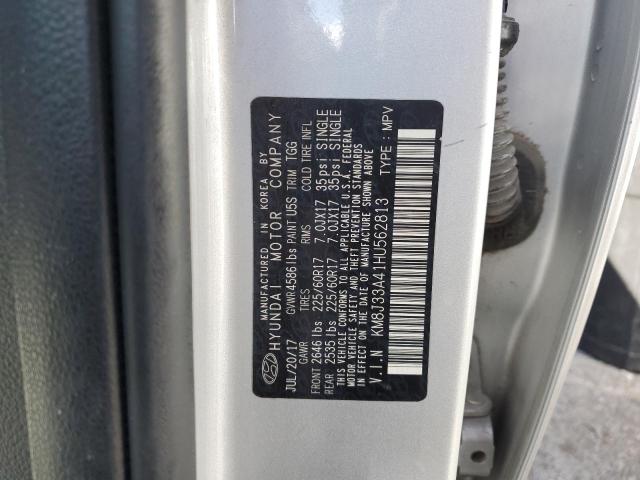 MANUFACTURED IN KOREA BY
HYUNDAI MOTOR COMPANY
JUL/20/17 GVWR 4586 lbs PAINT U5S TRIM TGG
GAWR TIRES RIMS COLD TIRE INFL
FRONT 2646 lbs 225/60R17 7.0JX17 35psi SINGLE
REAR 2535 lbs 225/60R17 7.0JX17 35psi SINGLE
THIS VEHICLE CONFORMS TO ALL APPLICABLE U.S.A. FEDERAL
MOTOR VEHICLE SAFETY AND THEFT PREVENTION STANDARDS
IN EFFECT ON THE DATE OF MANUFACTURE SHOWN ABOVE
V.I.N KM8J33A41HU562813 TYPE : MPV